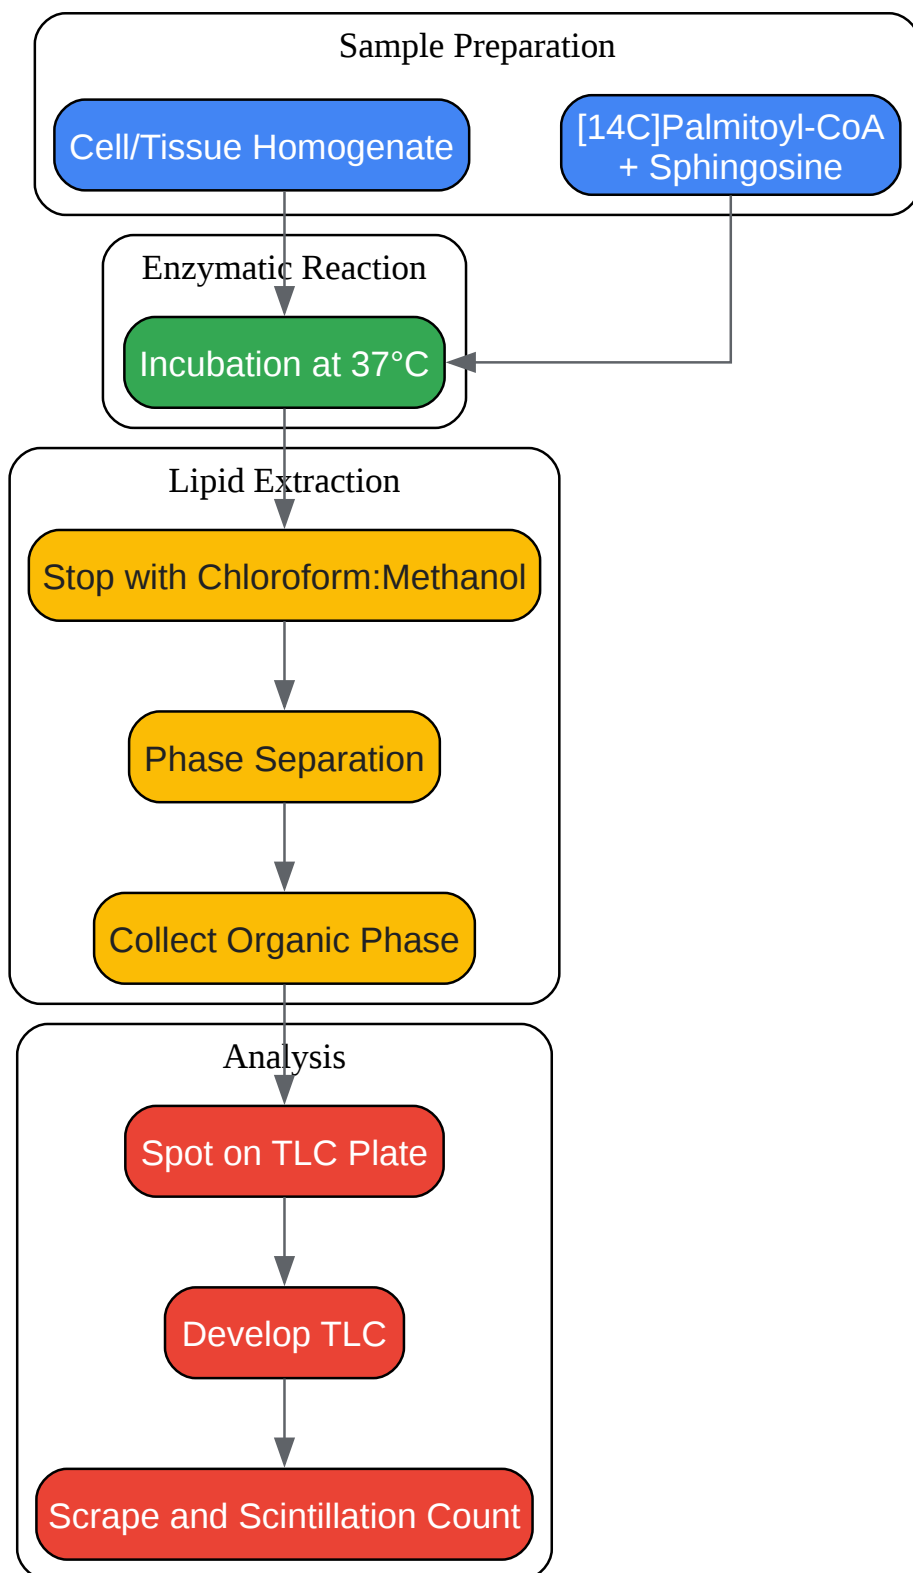 Sample Preparation
Cell/Tissue Homogenate
[14C]Palmitoyl-CoA
+ Sphingosine
Enzymatic Reaction
Incubation at 37°C
Lipid Extraction
Stop with Chloroform:Methanol
Phase Separation
Collect Organic Phase
Analysis
Spot on TLC Plate
Develop TLC
Scrape and Scintillation Count